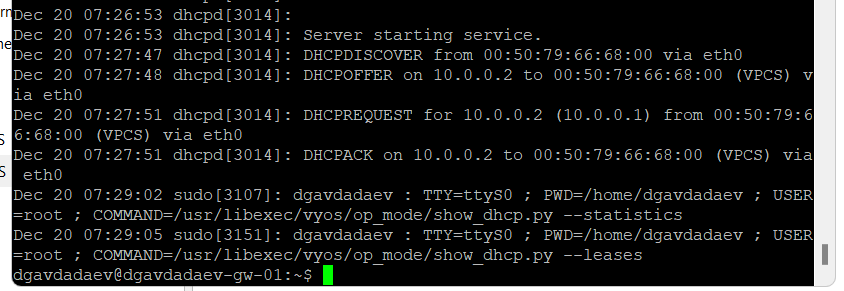 rn
ne
S
S
Dec 20 07:26:53 dhcpd[3014]:
Dec 20 07:26:53 dhcpd[3014]: Server starting service.
Dec 20 07:27:47 dhcpd[3014]: DHCPDISCOVER from 00:50:79:66:68:00 via eth0
Dec 20 07:27:48 dhcpd[3014]: DHCPOFFER on 10.0.0.2 to 00:50:79:66:68:00 (VPCS) v
ia eth0
Dec 20 07:27:51 dhcpd[3014]: DHCPREQUEST for 10.0.0.2 (10.0.0.1) from 00:50:79:6
6:68:00 (VPCS) via eth0
Dec 20 07:27:51 dhcpd[3014]: DHCPACK on 10.0.0.2 to 00:50:79:66:68:00 (VPCS) via
 eth0
Dec 20 07:29:02 sudo[3107]: dgavdadaev : TTY=ttyS0 ; PWD=/home/dgavdadaev ; USER
=root ; COMMAND=/usr/libexec/vyos/op_mode/show_dhcp.py --statistics
Dec 20 07:29:05 sudo[3151]: dgavdadaev : TTY=ttyS0 ; PWD=/home/dgavdadaev ; USER
=root ; COMMAND=/usr/libexec/vyos/op_mode/show_dhcp.py --leases
dgavdadaev@dgavdadaev-gw-01:~$